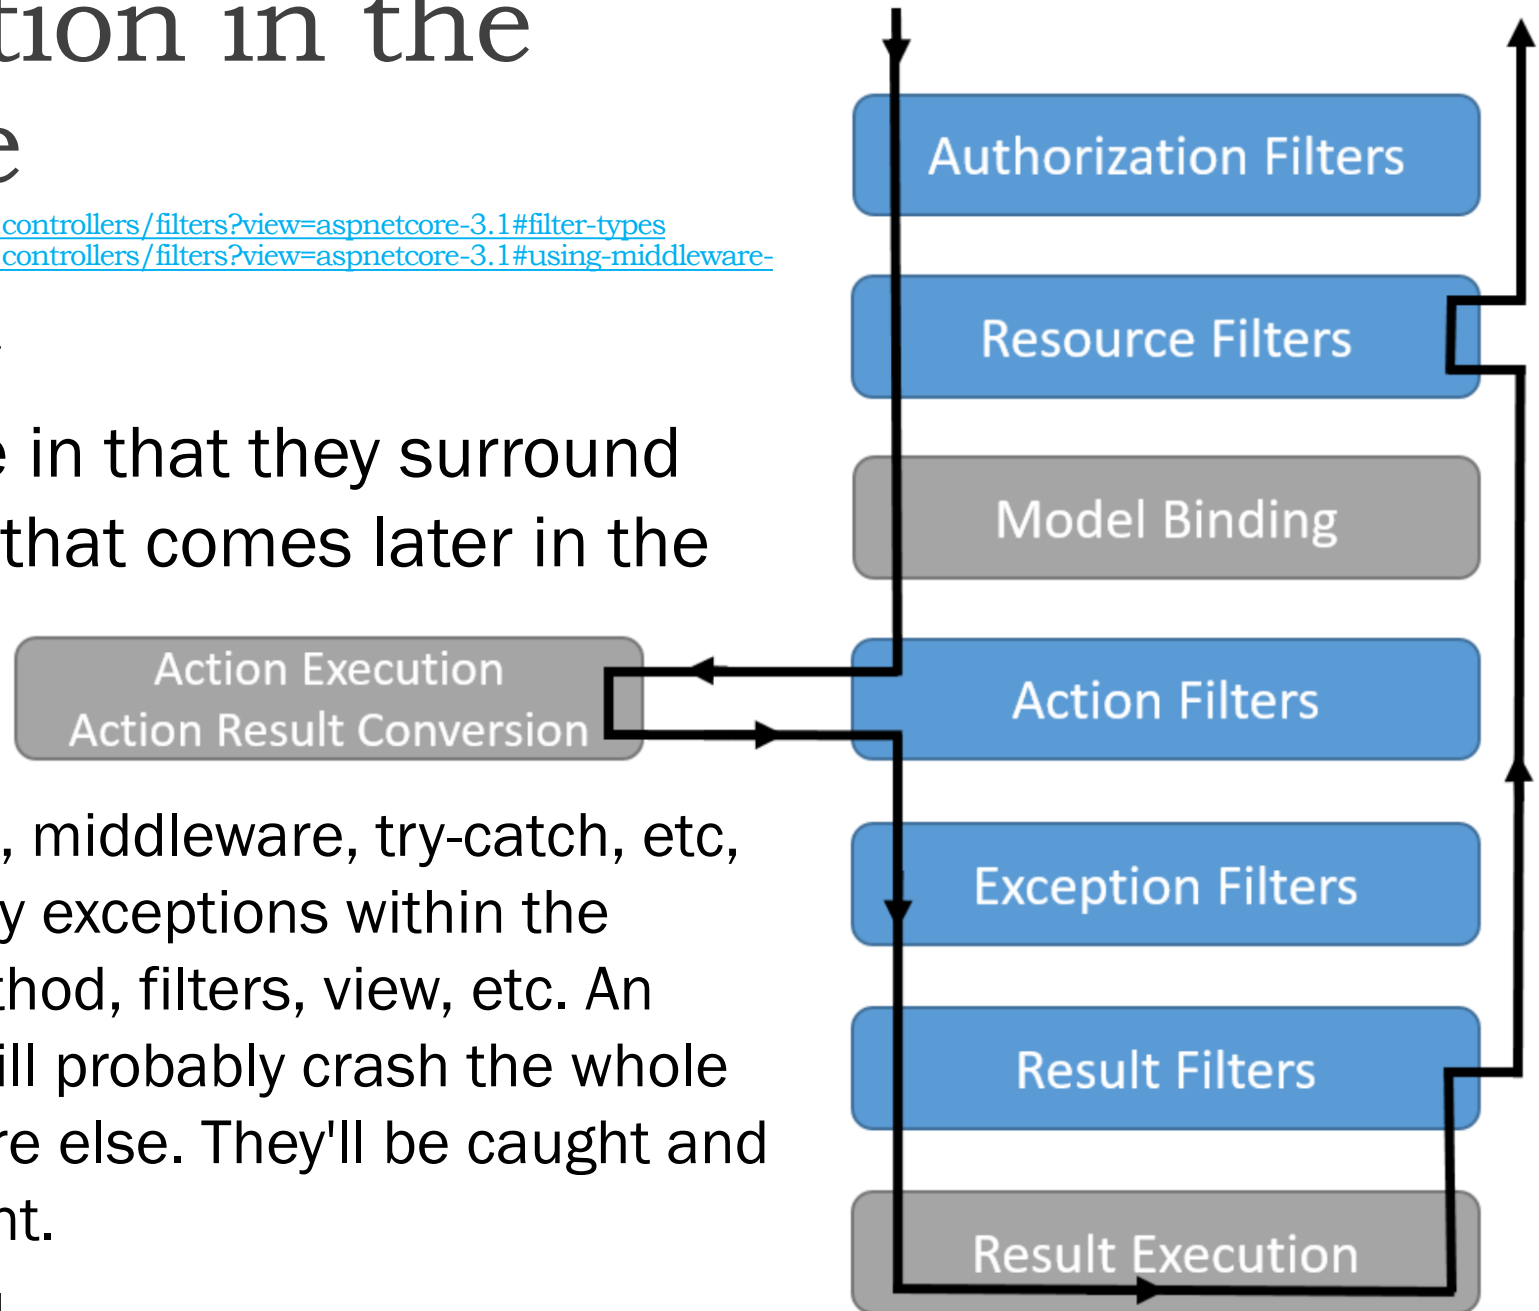 tion in the
e
controllers/filters?view=aspnetcore-3.1#filter-types
controllers/filters?view=aspnetcore-3.1#using-middleware-
e in that they surround
that comes later in the
, middleware, try-catch, etc,
y exceptions within the
thod, filters, view, etc. An
ill probably crash the whole
re else. They'll be caught and
nt.
Authorization Filters
Resource Filters
Model Binding
Action Execution
Action Result Conversion
Action Filters
Exception Filters
Result Filters
Result Execution